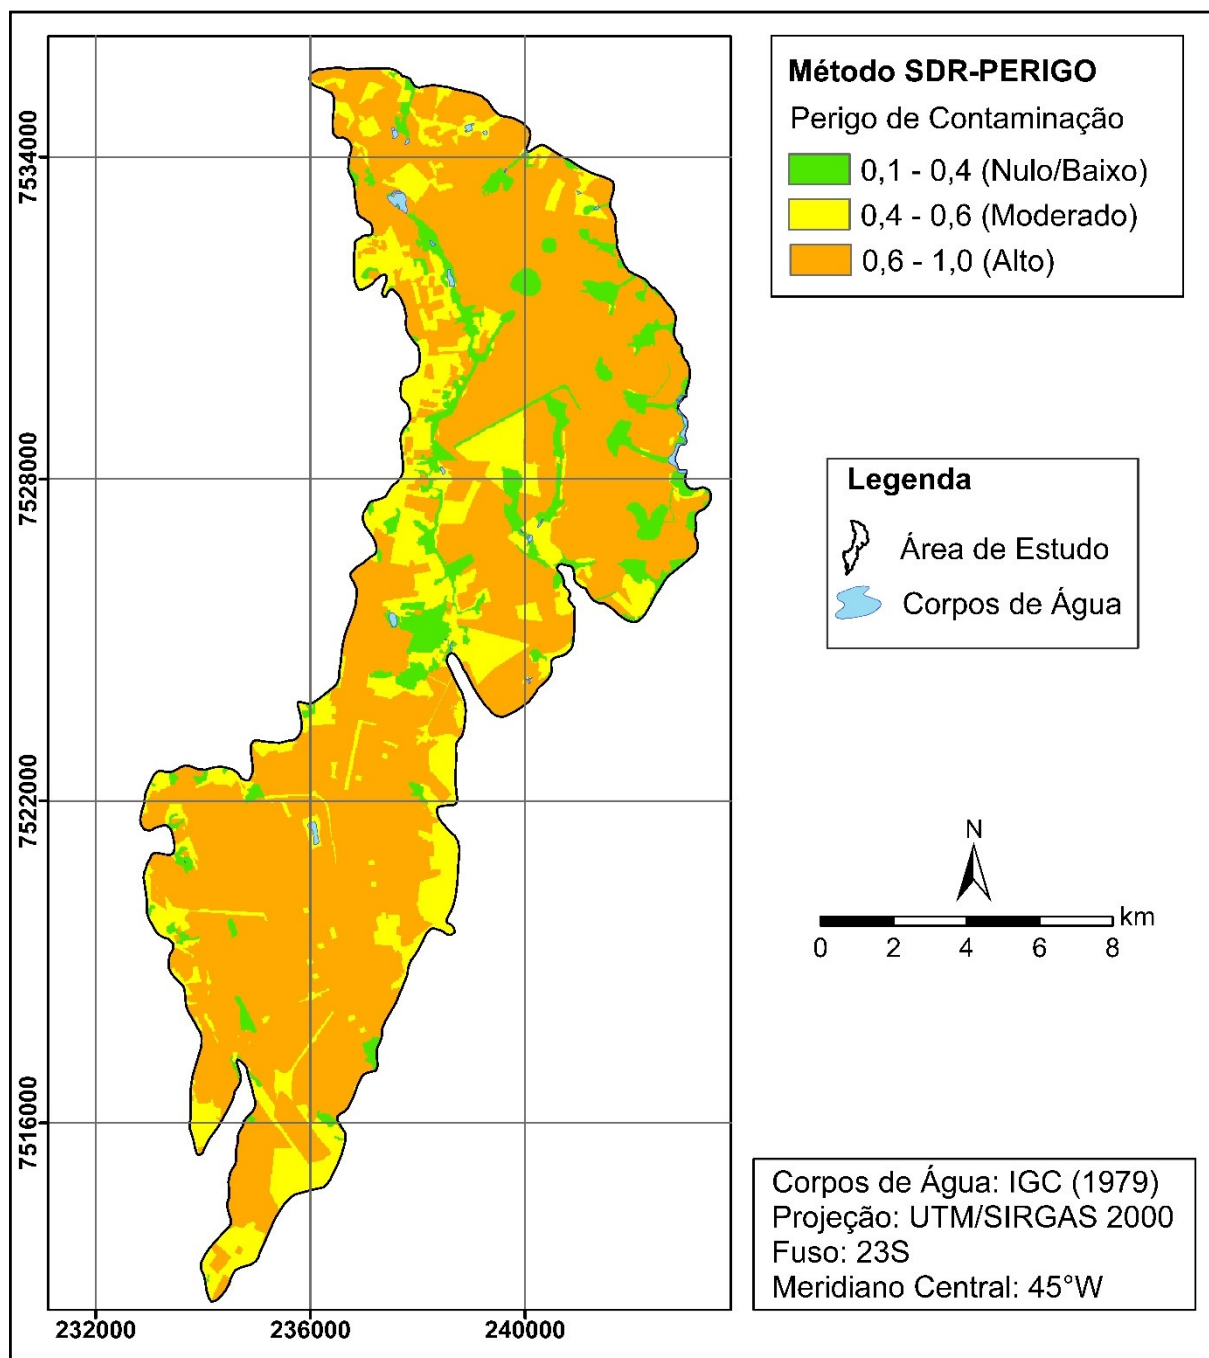 Método SDR-PERIGO
Perigo de Contaminação
0,1 - 0,4 (Nulo/Baixo)
0,4 - 0,6 (Moderado)
0,6 - 1,0 (Alto)
7534000
7528000
7522000
7516000
232000
236000
240000
Legenda
Área de Estudo
Corpos de Água
N
km
0 2 4 6 8
Corpos de Água: IGC (1979)
Projeção: UTM/SIRGAS 2000
Fuso: 23S
Meridiano Central: 45°W